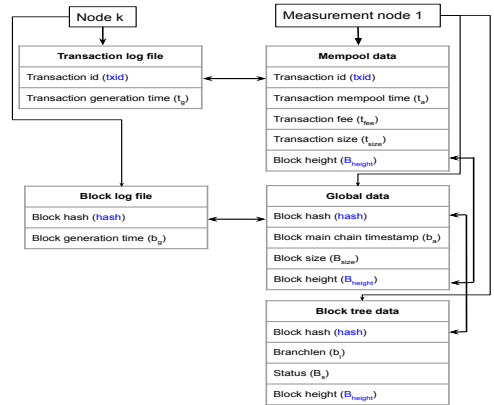 Node k
Measurement node 1
Transaction log file
Transaction id (txid)
Transaction generation time (tg)
Mempool data
Transaction id (txid)
Transaction mempool time (ta)
Transaction fee (tfee)
Transaction size (tsize)
Block height (Bheight)
Block log file
Block hash (hash)
Block generation time (bg)
Global data
Block hash (hash)
Block main chain timestamp (ba)
Block size (Bsize)
Block height (Bheight)
Block tree data
Block hash (hash)
Branchlen (bl)
Status (Bs)
Block height (Bheight)